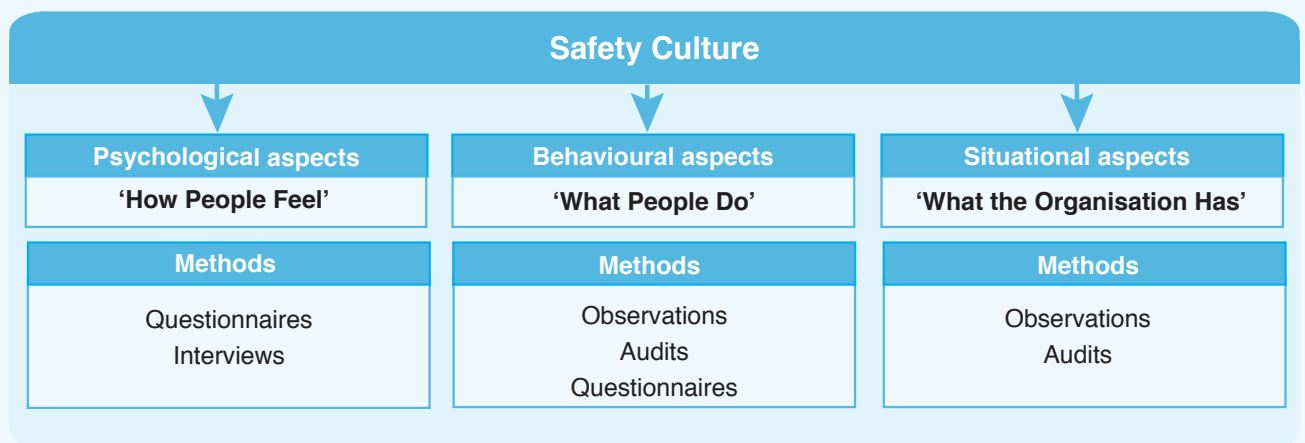 Safety Culture
Psychological aspects
‘How People Feel’
Methods
Questionnaires
Interviews
Behavioural aspects
‘What People Do’
Methods
Observations
Audits
Questionnaires
Situational aspects
‘What the Organisation Has’
Methods
Observations
Audits